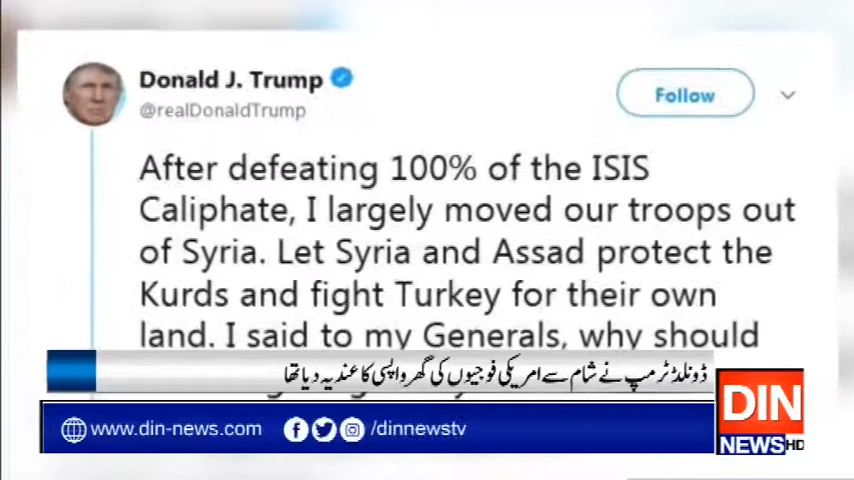 Donald J. Trump
@realDonaldTrump
Follow
After defeating 100% of the ISIS
Caliphate, I largely moved our troops out
of Syria. Let Syria and Assad protect the
Kurds and fight Turkey for their own
land. I said to my Generals, why should
ڈونلڈ ٹرمپ نے شام سے امریکی فوجیوں کی گھر واپسی کا عندیہ دیا تھا
www.din-news.com
/dinnewstv
DIN
NEWS HD